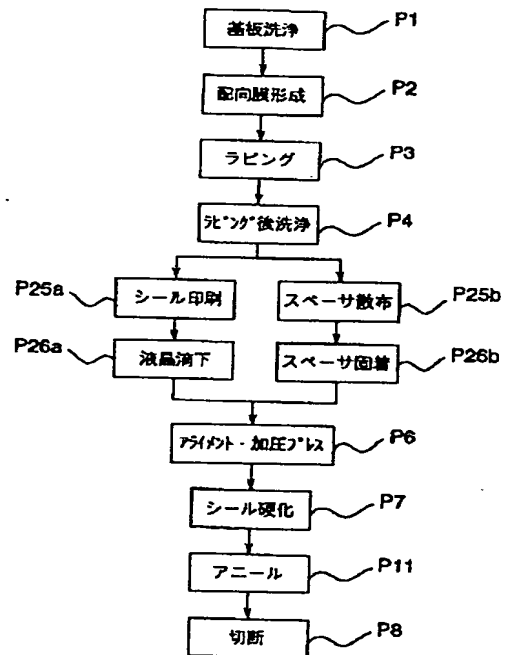 基板洗浄 P1
配向膜形成 P2
ラビング P3
ﾗﾋﾞﾝｸﾞ後洗浄 P4
P25a シール印刷 スペーサ散布 P25b
P26a 液晶滴下 スペーサ固着 P26b
ｱﾗｲﾒﾝﾄ・加圧ﾌﾟﾚｽ P6
シール硬化 P7
アニール P11
切断 P8